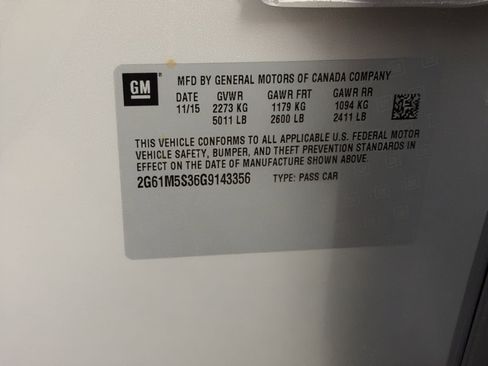 GM
MFD BY GENERAL MOTORS OF CANADA COMPANY
DATE GVWR GAWR FRT GAWR RR
11/15 2273 KG 1179 KG 1094 KG
5011 LB 2600 LB 2411 LB
THIS VEHICLE CONFORMS TO ALL APPLICABLE U.S. FEDERAL MOTOR
VEHICLE SAFETY, BUMPER, AND THEFT PREVENTION STANDARDS IN
EFFECT ON THE DATE OF MANUFACTURE SHOWN ABOVE.
2G61M5S36G9143356 TYPE: PASS CAR